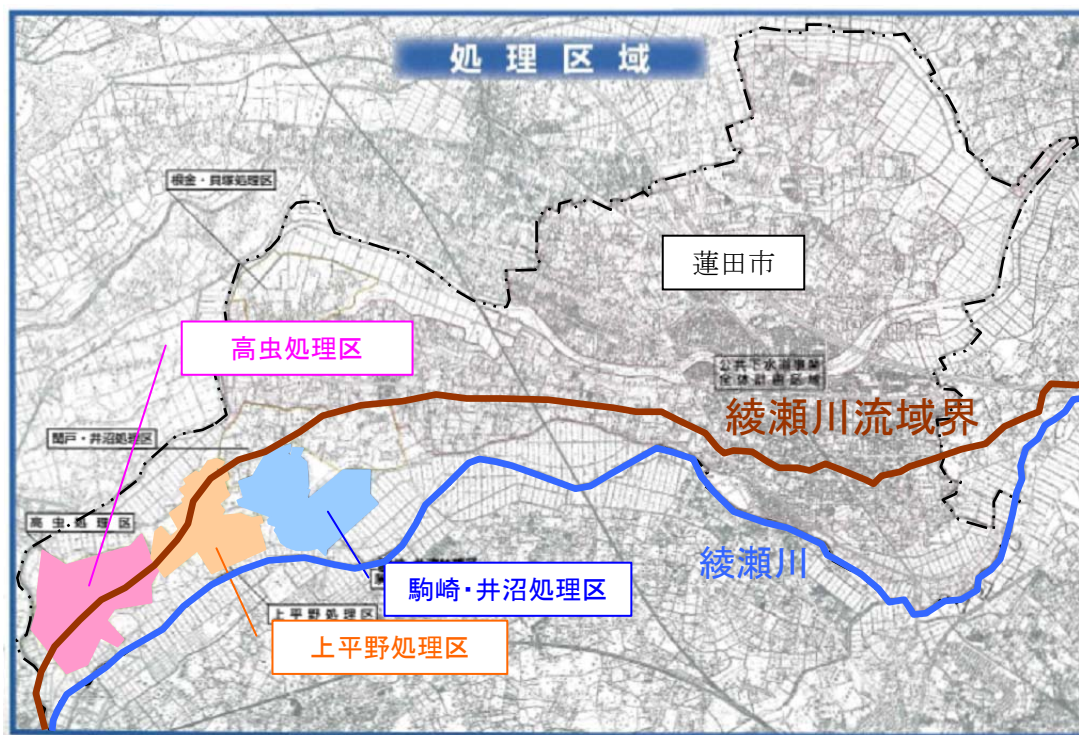 処理区域
根金・貝塚処理区
蓮田市
高虫処理区
公共下水道事業
全体計画区域
綾瀬川流域界
閏戸・井沼処理区
高虫処理区
綾瀬川
駒崎・井沼処理区
上平野処理区
上平野処理区